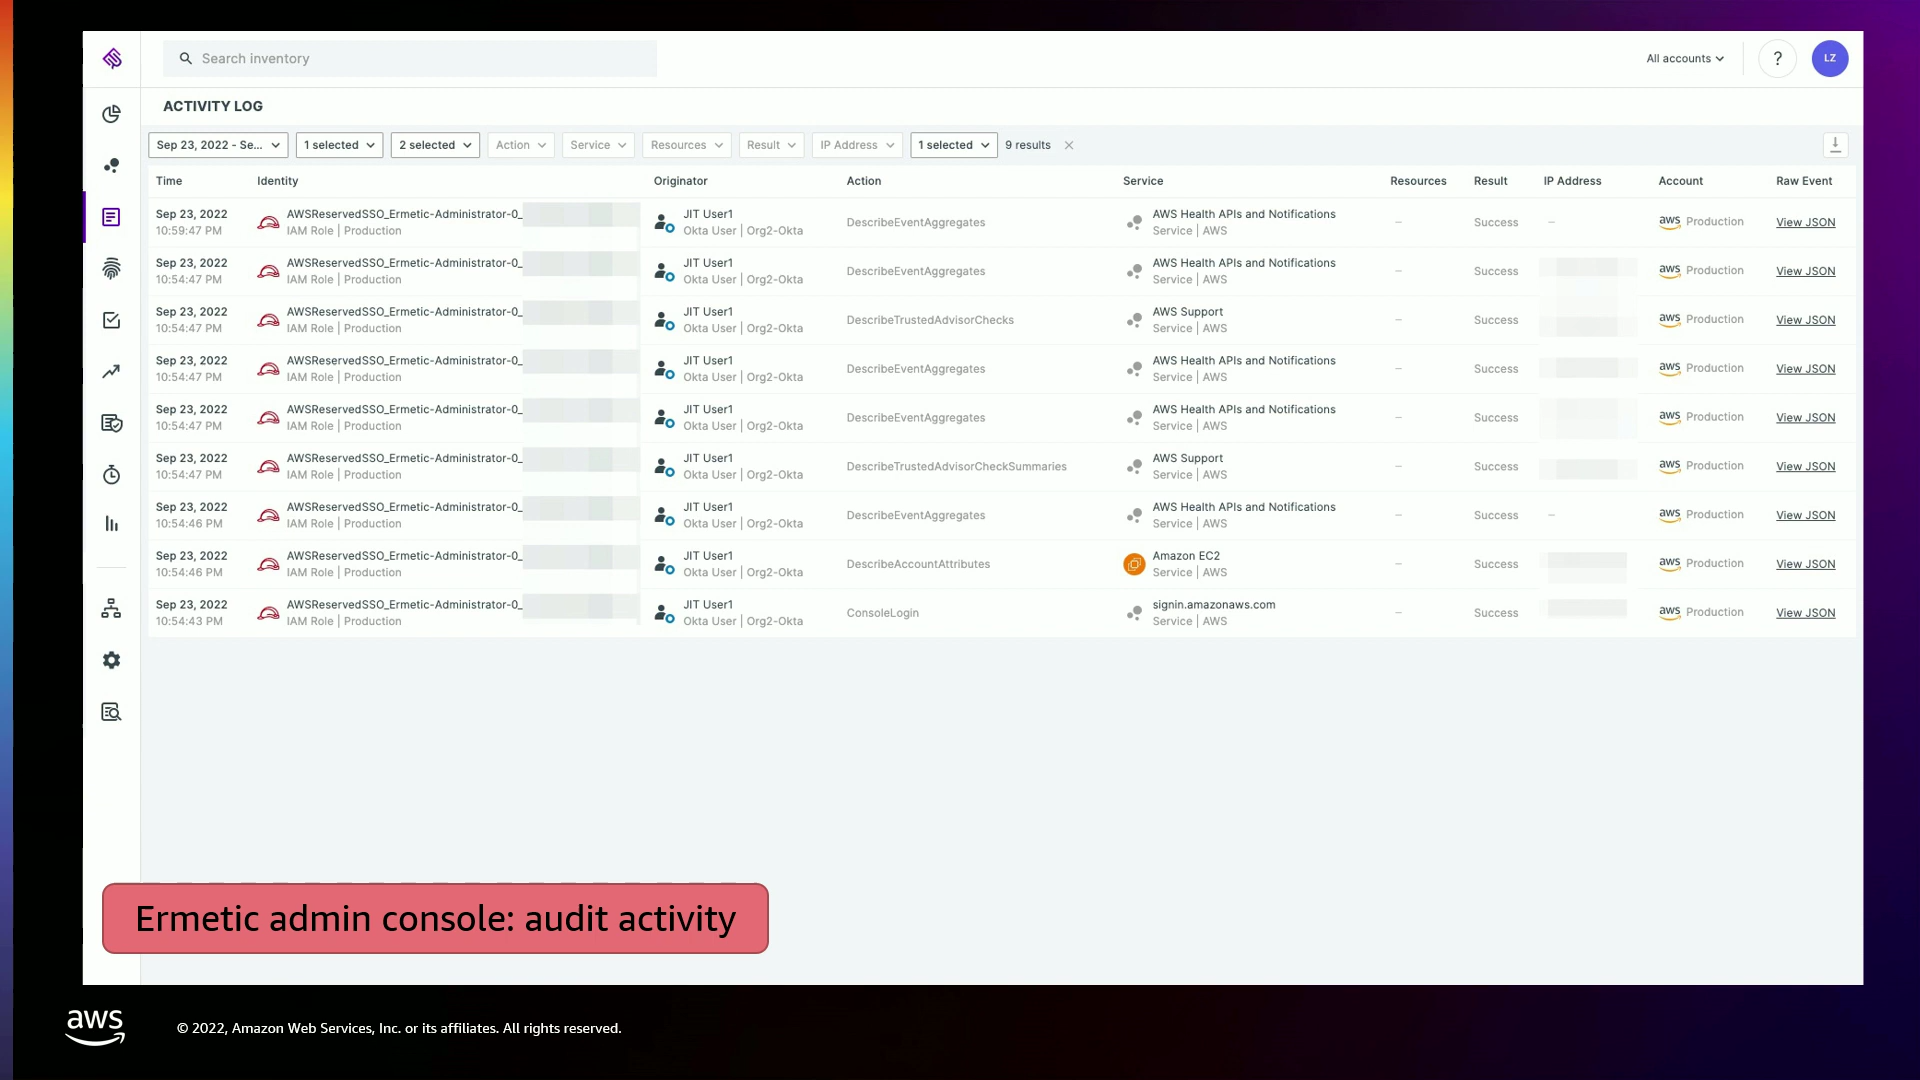 Search inventory
All accounts
?
LZ
ACTIVITY LOG
Sep 23, 2022 - Se... 1 selected 2 selected Action Service Resources Result IP Address 1 selected 9 results
Time Identity Originator Action Service Resources Result IP Address Account Raw Event
Sep 23, 2022 AWSReservedSSO_Ermetic-Administrator-0_ JIT User1 AWS Health APIs and Notifications
10:59:47 PM IAM Role | Production Okta User | Org2-Okta DescribeEventAggregates Service | AWS – Success – aws Production View JSON
Sep 23, 2022 AWSReservedSSO_Ermetic-Administrator-0_ JIT User1 AWS Health APIs and Notifications
10:54:47 PM IAM Role | Production Okta User | Org2-Okta DescribeEventAggregates Service | AWS – Success aws Production View JSON
Sep 23, 2022 AWSReservedSSO_Ermetic-Administrator-0_ JIT User1 AWS Support
10:54:47 PM IAM Role | Production Okta User | Org2-Okta DescribeTrustedAdvisorChecks Service | AWS – Success aws Production View JSON
Sep 23, 2022 AWSReservedSSO_Ermetic-Administrator-0_ JIT User1 AWS Health APIs and Notifications
10:54:47 PM IAM Role | Production Okta User | Org2-Okta DescribeEventAggregates Service | AWS – Success aws Production View JSON
Sep 23, 2022 AWSReservedSSO_Ermetic-Administrator-0_ JIT User1 AWS Health APIs and Notifications
10:54:47 PM IAM Role | Production Okta User | Org2-Okta DescribeEventAggregates Service | AWS – Success aws Production View JSON
Sep 23, 2022 AWSReservedSSO_Ermetic-Administrator-0_ JIT User1 AWS Support
10:54:47 PM IAM Role | Production Okta User | Org2-Okta DescribeTrustedAdvisorCheckSummaries Service | AWS – Success aws Production View JSON
Sep 23, 2022 AWSReservedSSO_Ermetic-Administrator-0_ JIT User1 AWS Health APIs and Notifications
10:54:46 PM IAM Role | Production Okta User | Org2-Okta DescribeEventAggregates Service | AWS – Success – aws Production View JSON
Sep 23, 2022 AWSReservedSSO_Ermetic-Administrator-0_ JIT User1 Amazon EC2
10:54:46 PM IAM Role | Production Okta User | Org2-Okta DescribeAccountAttributes Service | AWS – Success aws Production View JSON
Sep 23, 2022 AWSReservedSSO_Ermetic-Administrator-0_ JIT User1 signin.amazonaws.com
10:54:43 PM IAM Role | Production Okta User | Org2-Okta ConsoleLogin Service | AWS – Success aws Production View JSON
Ermetic admin console: audit activity
aws
© 2022, Amazon Web Services, Inc. or its affiliates. All rights reserved.